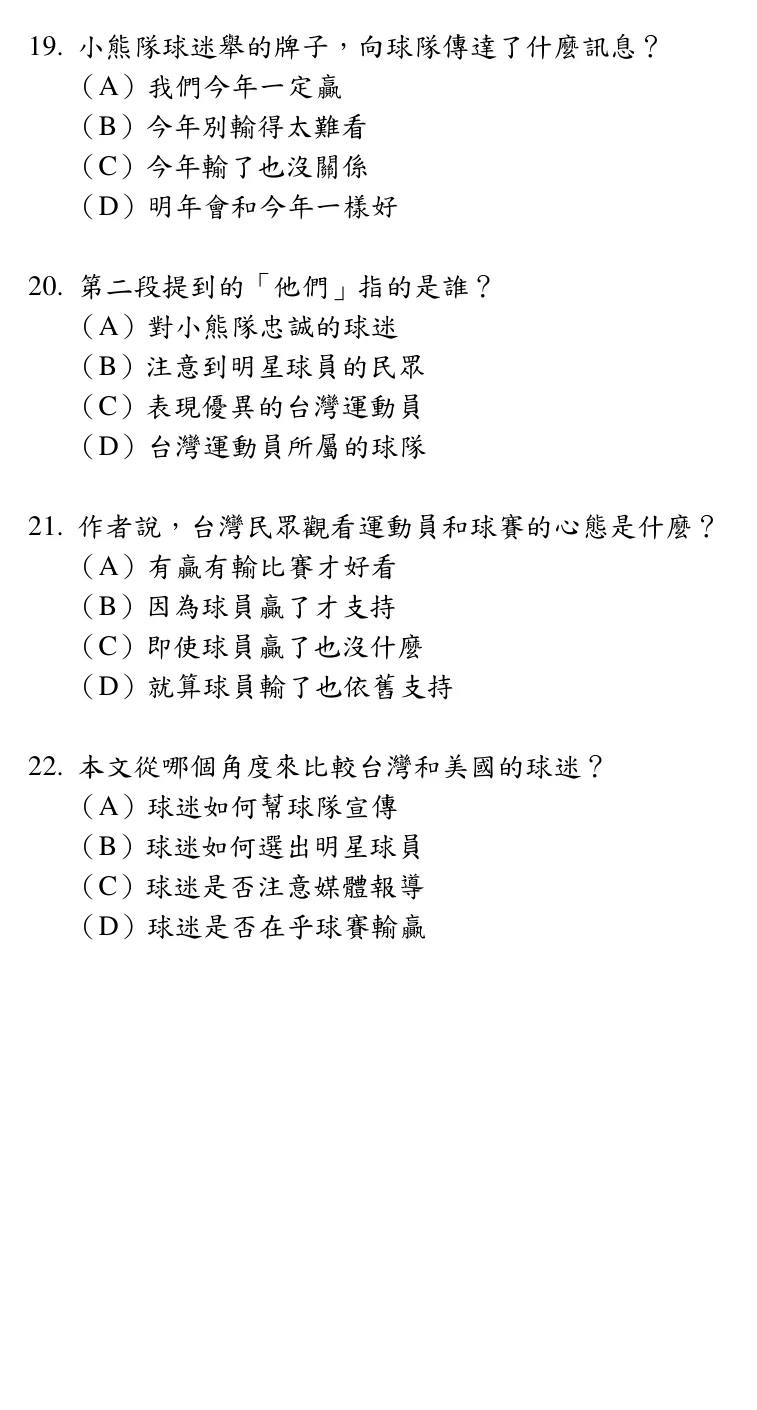 19. 小熊隊球迷舉的牌子，向球隊傳達了什麼訊息？
（A）我們今年一定贏
（B）今年別輸得太難看
（C）今年輸了也沒關係
（D）明年會和今年一樣好
20. 第二段提到的「他們」指的是誰？
（A）對小熊隊忠誠的球迷
（B）注意到明星球員的民眾
（C）表現優異的台灣運動員
（D）台灣運動員所屬的球隊
21. 作者說，台灣民眾觀看運動員和球賽的心態是什麼？
（A）有贏有輸比賽才好看
（B）因為球員贏了才支持
（C）即使球員贏了也沒什麼
（D）就算球員輸了也依舊支持
22. 本文從哪個角度來比較台灣和美國的球迷？
（A）球迷如何幫球隊宣傳
（B）球迷如何選出明星球員
（C）球迷是否注意媒體報導
（D）球迷是否在乎球賽輸贏